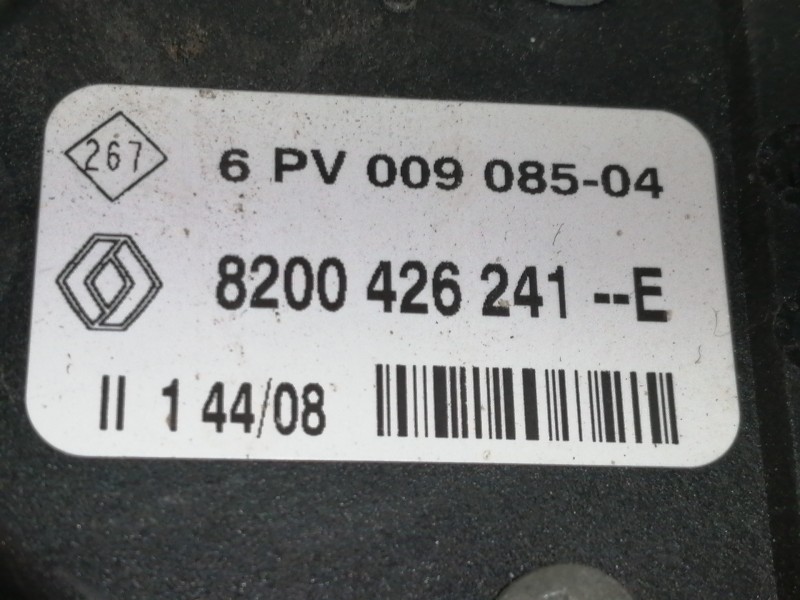 267 6 PV 009 085-04
8200 426 241 --E
II 1 44/08